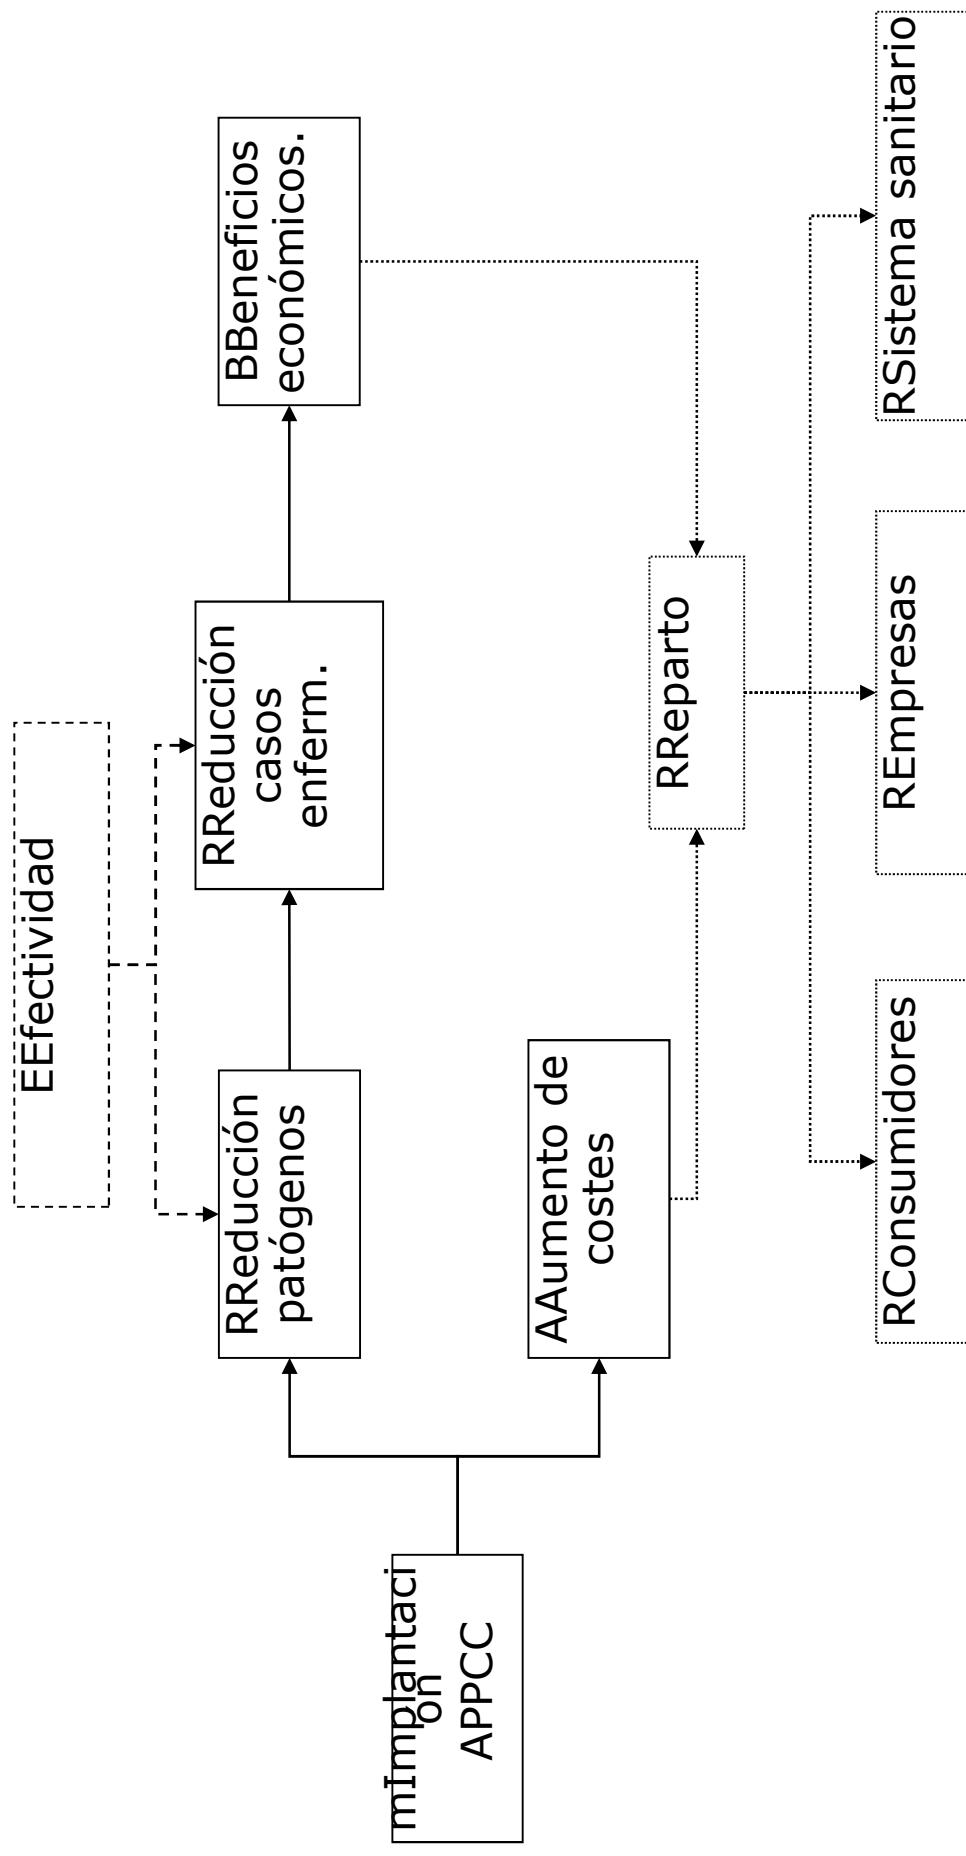 EEfectividad
RReducción
patógenos
RReducción
casos
enferm.
BBeneficios
económicos.
mImplantaci
on
APPCC
AAumento de
costes
RReparto
RConsumidores
REmpresas
RSistema sanitario